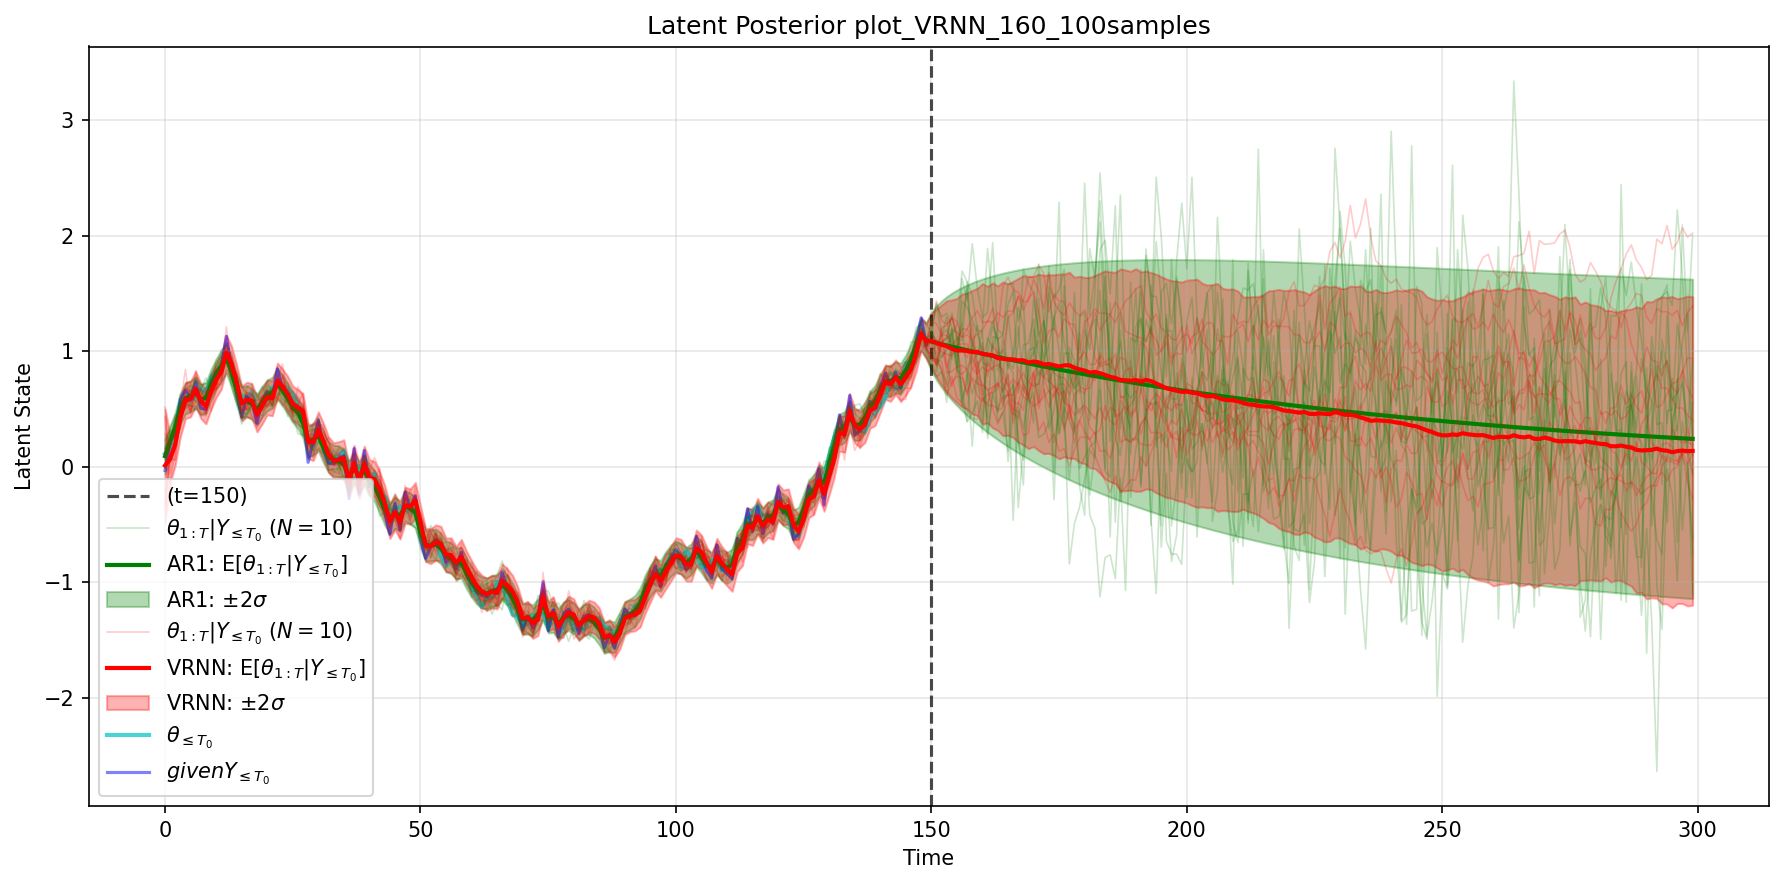 Latent Posterior plot_VRNN_160_100samples
3
2
1
0
−1
−2
Latent State
(t=150)
θ₁:T|Y≤T₀ (N = 10)
AR1: E[θ₁:T|Y≤T₀]
AR1: ±2σ
θ₁:T|Y≤T₀ (N = 10)
VRNN: E[θ₁:T|Y≤T₀]
VRNN: ±2σ
θ≤T₀
givenY≤T₀
0 50 100 150 200 250 300
Time